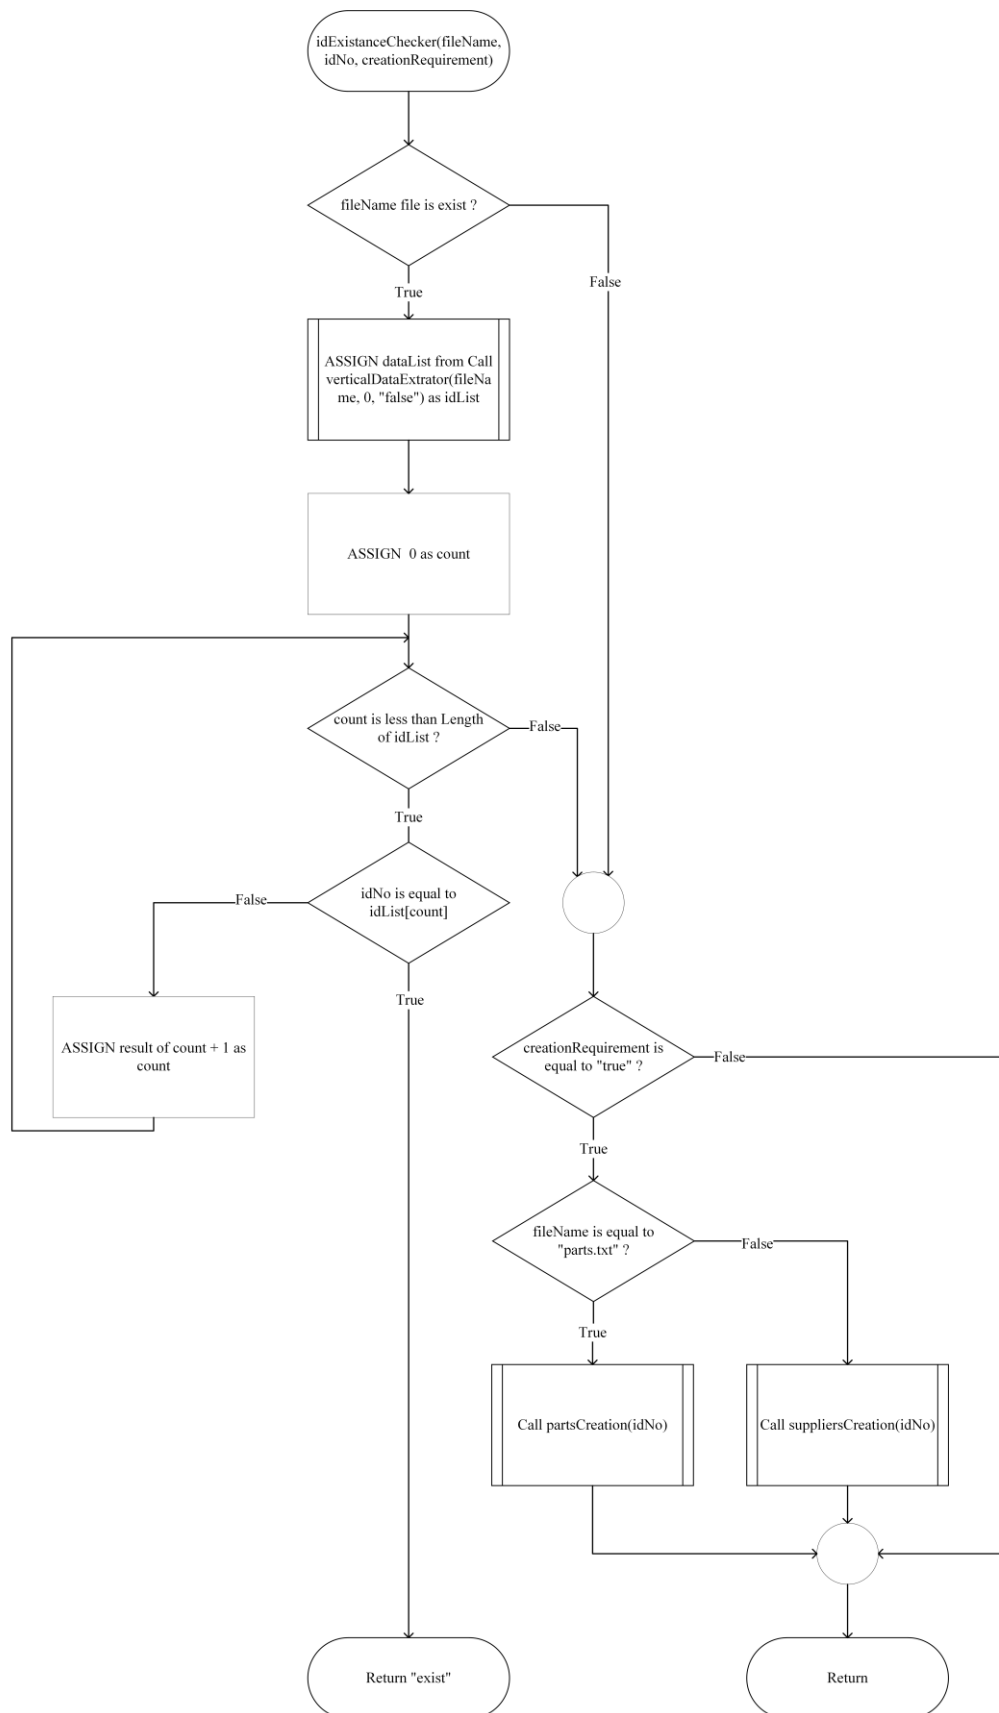 idExistanceChecker(fileName,
idNo, creationRequirement)
fileName file is exist ?
False
True
ASSIGN dataList from Call
verticalDataExtrator(fileNa
me, 0, "false") as idList
ASSIGN  0 as count
count is less than Length
of idList ?
False
True
idNo is equal to
idList[count]
False
True
ASSIGN result of count + 1 as
count
creationRequirement is
equal to "true" ?
False
True
fileName is equal to
"parts.txt" ?
False
True
Call partsCreation(idNo)
Call suppliersCreation(idNo)
Return "exist"
Return